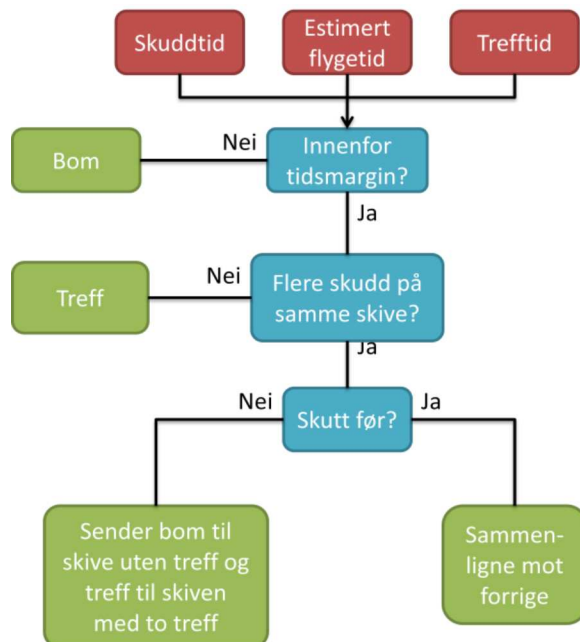 Skuddtid
Estimert
flygetid
Trefftid
Nei
Bom
Innenfor
tidsmargin?
Ja
Nei
Treff
Flere skudd på
samme skive?
Ja
Nei
Skutt før?
Ja
Sender bom til
skive uten treff og
treff til skiven
med to treff
Sammen-
ligne mot
forrige